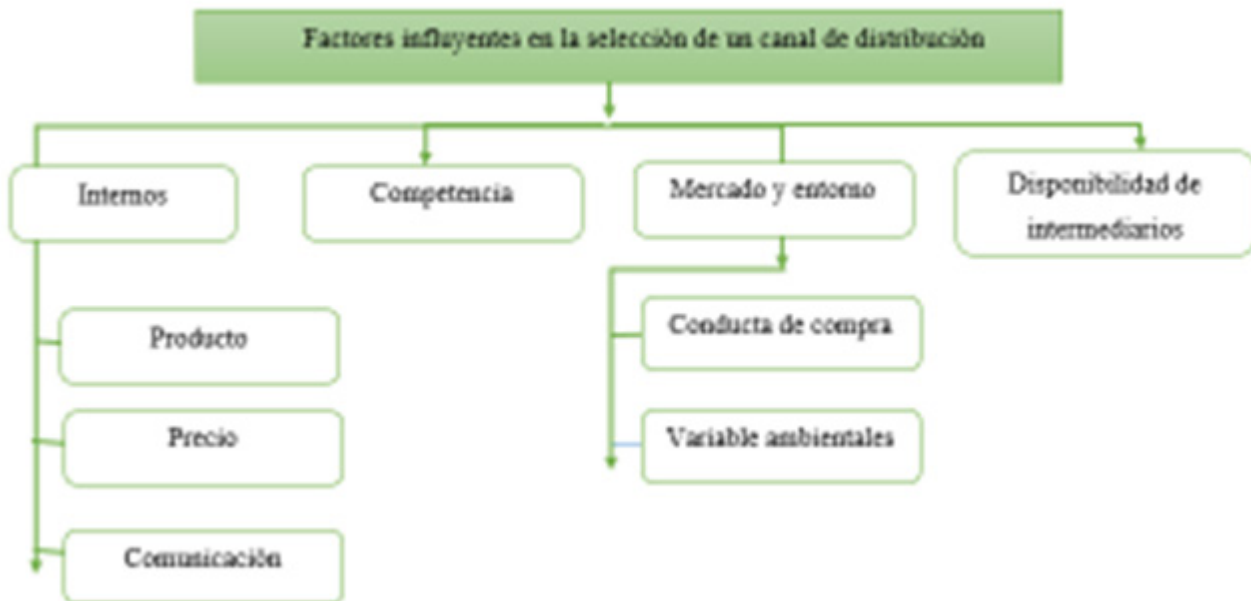 Factores influyentes en la selección de un canal de distribución
Internos
Competencia
Mercado y entorno
Disponibilidad de
intermediarios
Producto
Precio
Comunicación
Conducta de compra
Variable ambientales